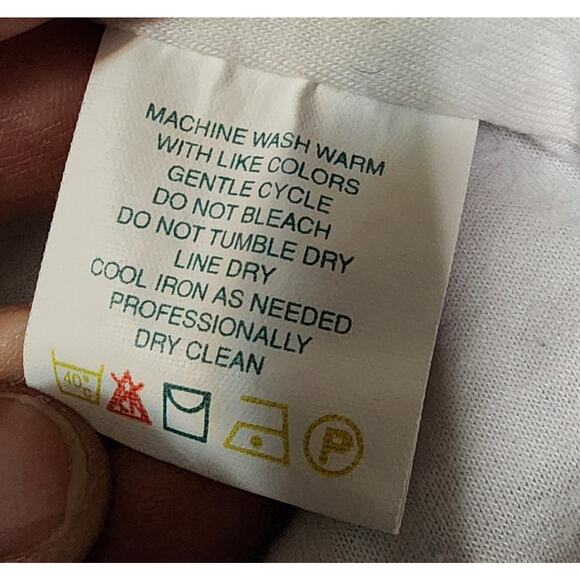 MACHINE WASH WARM
WITH LIKE COLORS
GENTLE CYCLE
DO NOT BLEACH
DO NOT TUMBLE DRY
LINE DRY
COOL IRON AS NEEDED
PROFESSIONALLY
DRY CLEAN
40°C CL P